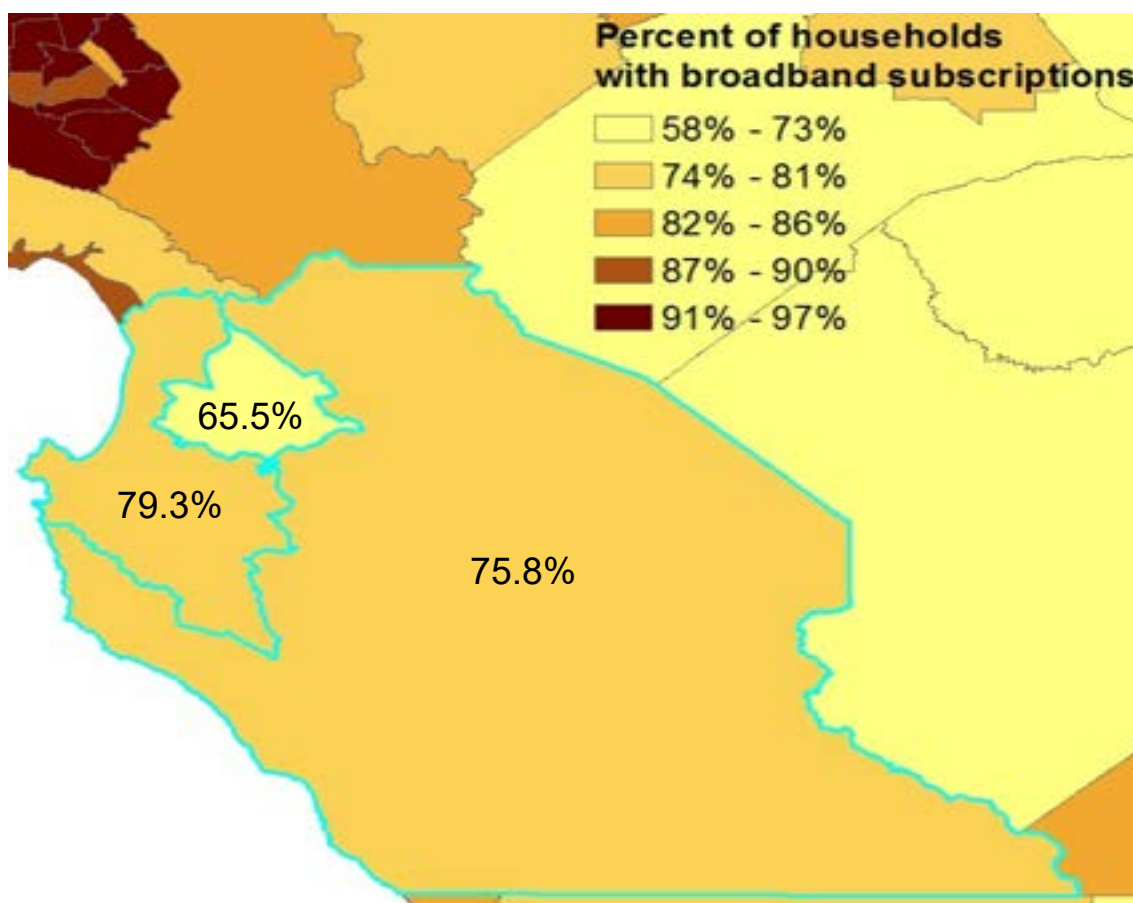 Percent of households
with broadband subscriptions
58% - 73%
74% - 81%
82% - 86%
87% - 90%
91% - 97%
65.5%
79.3%
75.8%